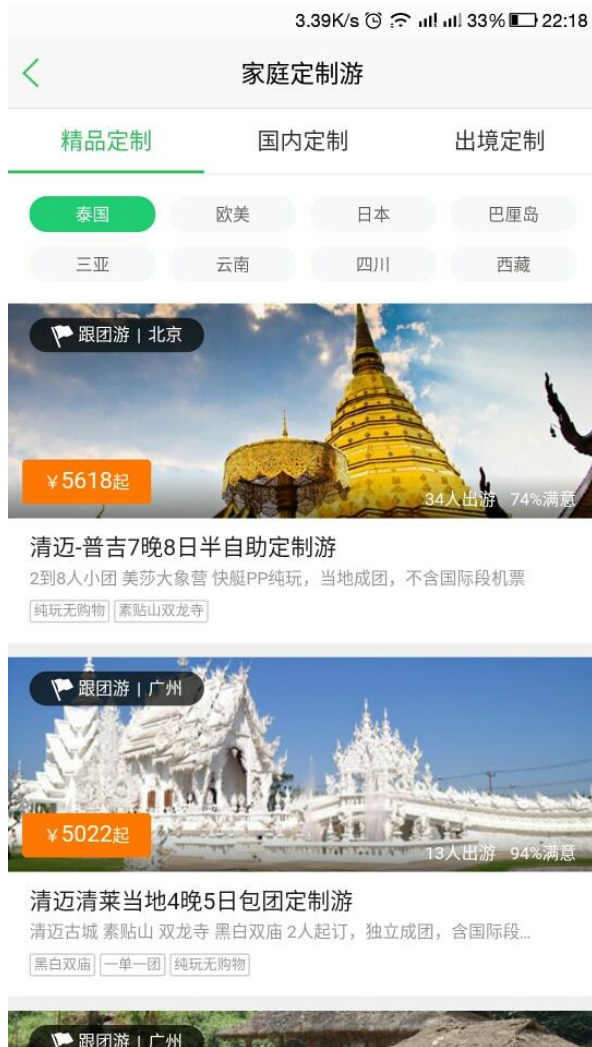 3.39K/s 33% 22:18
家庭定制游
精品定制 国内定制 出境定制
泰国 欧美 日本 巴厘岛
三亚 云南 四川 西藏
跟团游 | 北京
¥5618起
34人出游 74%满意
清迈-普吉7晚8日半自助定制游
2到8人小团 美莎大象营 快艇PP纯玩，当地成团，不含国际段机票
纯玩无购物 素贴山双龙寺
跟团游 | 广州
¥5022起
13人出游 94%满意
清迈清莱当地4晚5日包团定制游
清迈古城 素贴山 双龙寺 黑白双庙 2人起订，独立成团，含国际段...
黑白双庙 一单一团 纯玩无购物
跟团游 | 广州